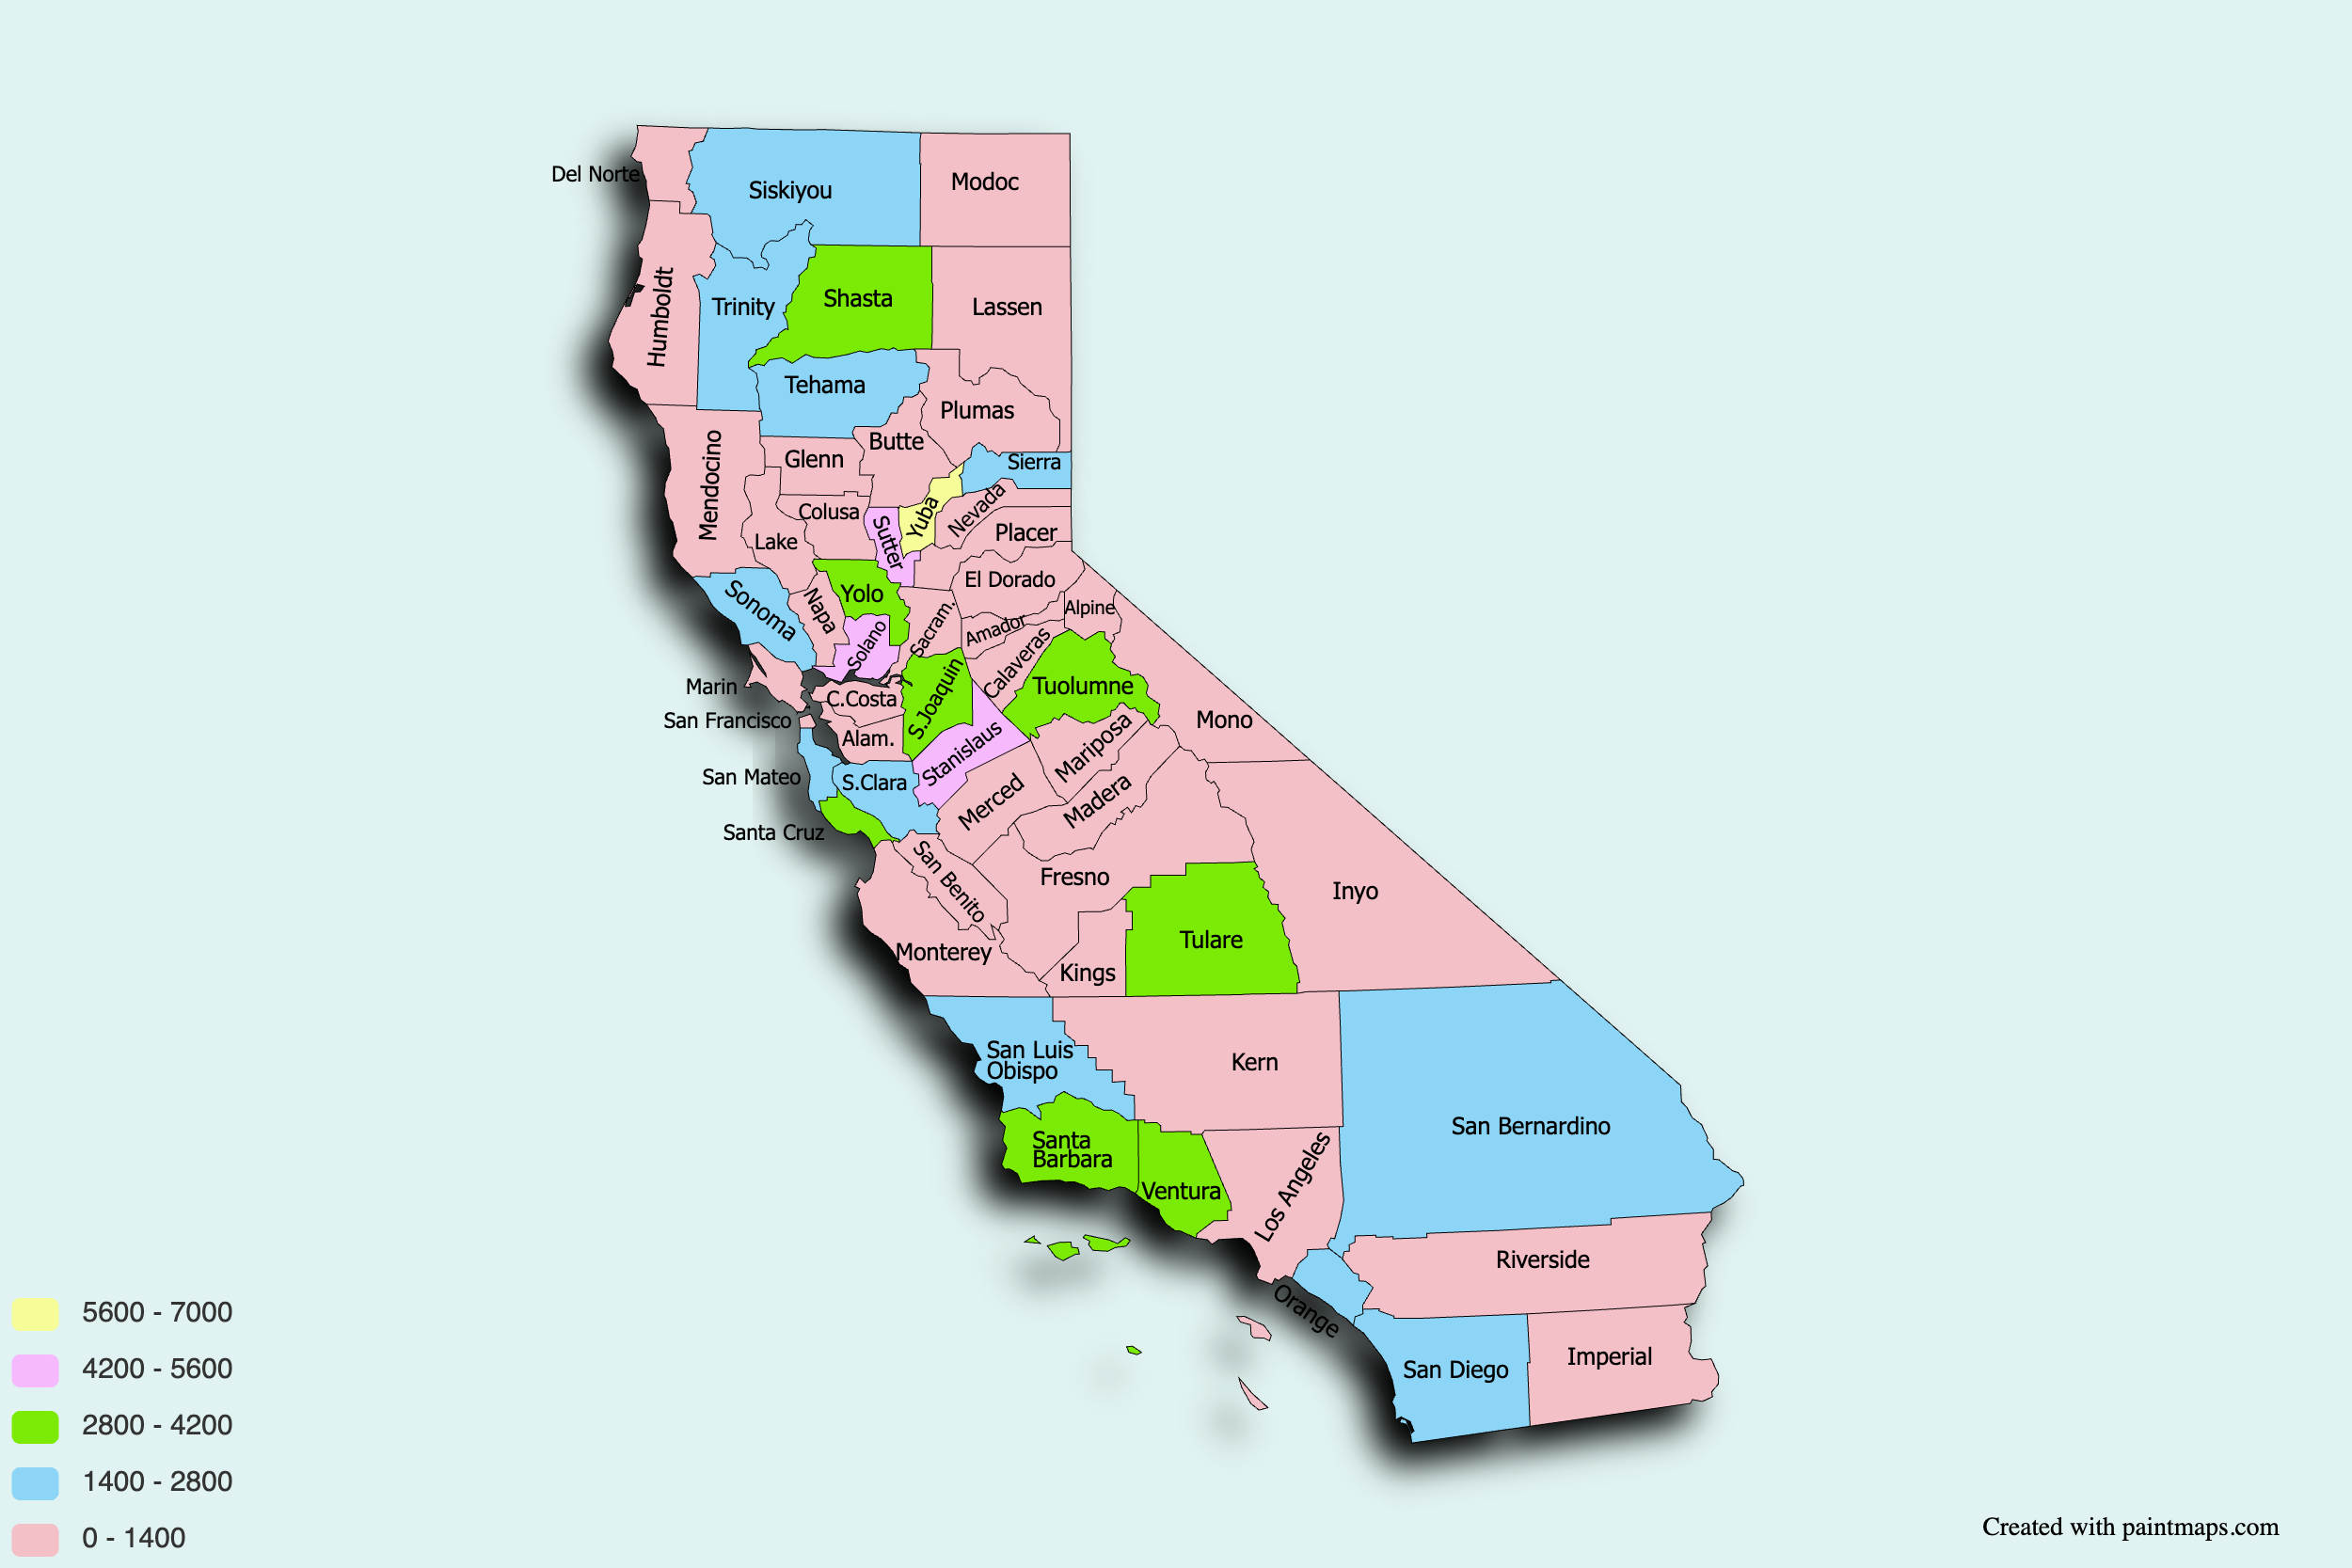 Del Norte
Siskiyou
Modoc
Humboldt
Trinity
Shasta
Lassen
Tehama
Plumas
Mendocino
Glenn
Butte
Sierra
Colusa
Sutter
Yuba
Nevada
Placer
Lake
El Dorado
Sonoma
Napa
Yolo
Sacram.
Alpine
Amador
Solano
Calaveras
Marin
C.Costa
S.Joaquin
Tuolumne
San Francisco
Mono
Alam.
Stanislaus
Mariposa
San Mateo
S.Clara
Merced
Madera
Santa Cruz
San Benito
Fresno
Inyo
Monterey
Kings
Tulare
San Luis
Obispo
Kern
San Bernardino
Santa
Barbara
Ventura
Los Angeles
Riverside
Orange
San Diego
Imperial
5600 - 7000
4200 - 5600
2800 - 4200
1400 - 2800
0 - 1400
Created with paintmaps.com